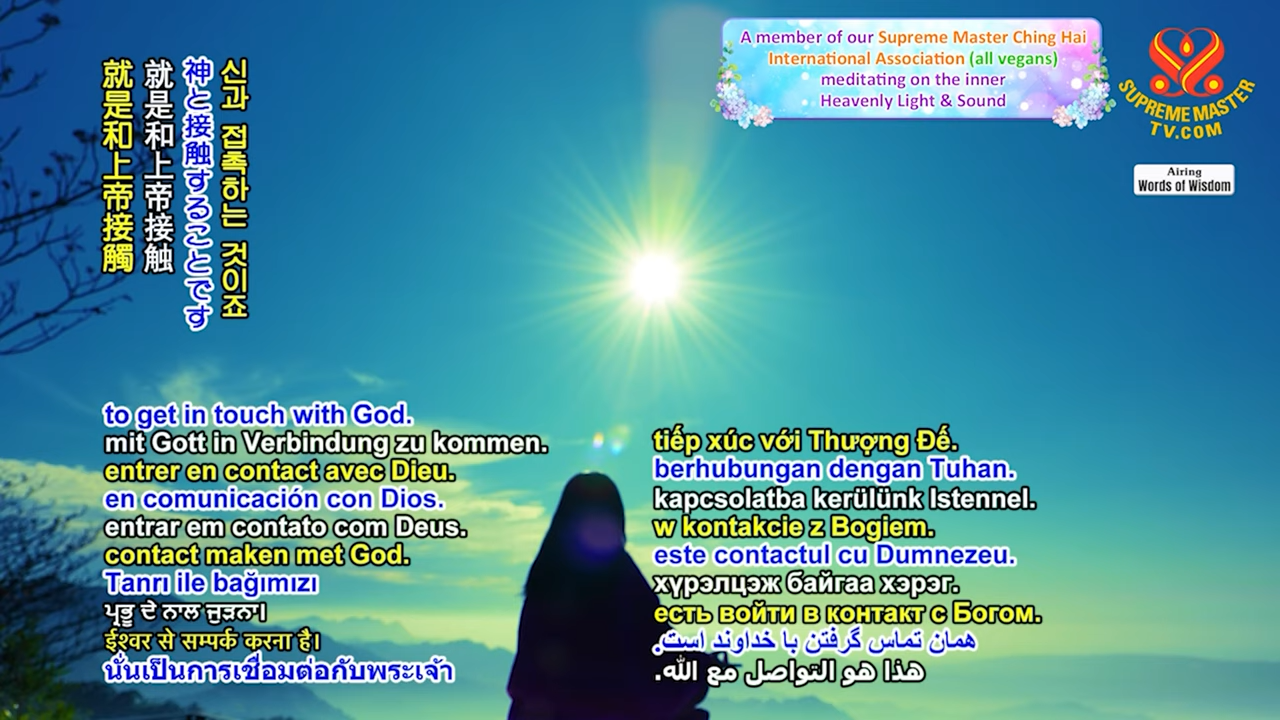 A member of our Supreme Master Ching Hai
International Association (all vegans)
meditating on the inner
Heavenly Light & Sound
SUPREME MASTER
TV.COM
Airing
Words of Wisdom
신과 접촉하는 것이죠
神と接触することです
就是和上帝接触
就是和上帝接觸
to get in touch with God.
mit Gott in Verbindung zu kommen.
entrer en contact avec Dieu.
en comunicación con Dios.
entrar em contato com Deus.
contact maken met God.
Tanrı ile bağımızı
ਪ੍ਰਭੂ ਦੇ ਨਾਲ ਜੁੜਨਾ।
ईश्वर से सम्पर्क करना है।
นั่นเป็นการเชื่อมต่อกับพระเจ้า
tiếp xúc với Thượng Đế.
berhubungan dengan Tuhan.
kapcsolatba kerülünk Istennel.
w kontakcie z Bogiem.
este contactul cu Dumnezeu.
хүрэлцэж байгаа хэрэг.
есть войти в контакт с Богом.
همان تماس گرفتن با خداوند است.
هذا هو التواصل مع الله.